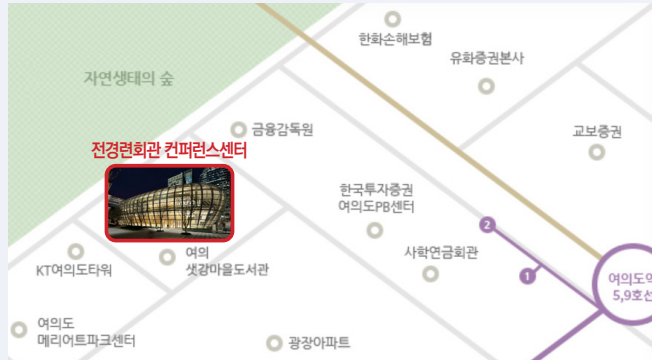 한화손해보험
유화증권본사
자연생태의 숲
금융감독원
교보증권
전경련회관 컨퍼런스센터
한국투자증권
여의도PB센터
2
사학연금회관
여의
샛강마을도서관
KT여의도타워
1
여의도역
5,9호선
여의도
메리어트파크센터
광장아파트